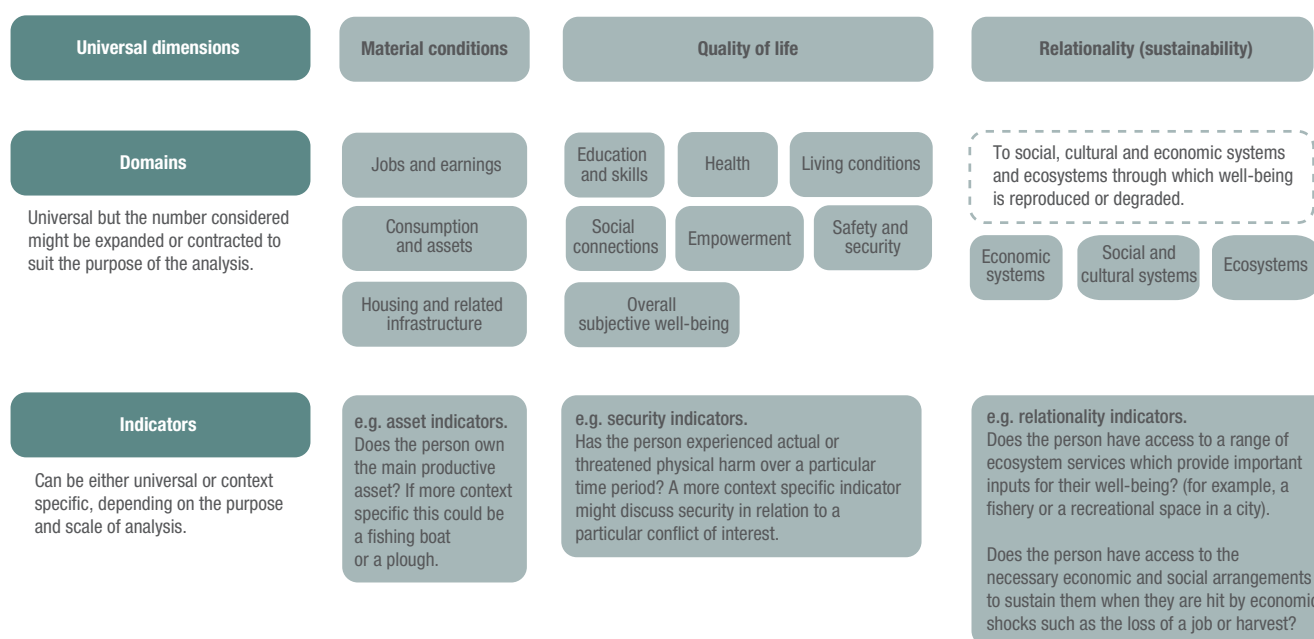 Universal dimensions
Material conditions
Quality of life
Relationality (sustainability)
Domains
Universal but the number considered
might be expanded or contracted to
suit the purpose of the analysis.
Jobs and earnings
Consumption
and assets
Housing and related
infrastructure
Education
and skills
Health
Living conditions
Social
connections
Empowerment
Safety and
security
Overall
subjective well-being
To social, cultural and economic systems
and ecosystems through which well-being
is reproduced or degraded.
Economic
systems
Social and
cultural systems
Ecosystems
Indicators
Can be either universal or context
specific, depending on the purpose
and scale of analysis.
e.g. asset indicators.
Does the person own
the main productive
asset? If more context
specific this could be
a fishing boat
or a plough.
e.g. security indicators.
Has the person experienced actual or
threatened physical harm over a particular
time period? A more context specific indicator
might discuss security in relation to a
particular conflict of interest.
e.g. relationality indicators.
Does the person have access to a range of
ecosystem services which provide important
inputs for their well-being? (for example, a
fishery or a recreational space in a city).
Does the person have access to the
necessary economic and social arrangements
to sustain them when they are hit by economic
shocks such as the loss of a job or harvest?